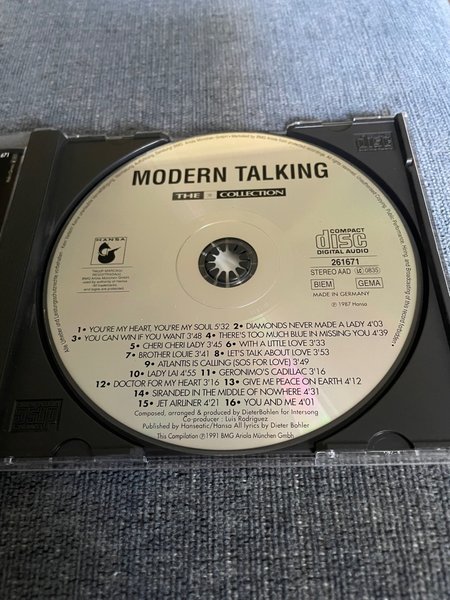 MODERN TALKING
THE COLLECTION
HANSA
COMPACT
disc
DIGITAL AUDIO
261671
STEREO AAD LC 0835
BIEM GEMA
MADE IN GERMANY
Ⓟ 1987 Hansa
1• YOU'RE MY HEART, YOU'RE MY SOUL 5'32 2• DIAMONDS NEVER MADE A LADY 4'03
3• YOU CAN WIN IF YOU WANT 3'48 4• THERE'S TOO MUCH BLUE IN MISSING YOU 4'39
5• CHERI CHERI LADY 3'45 6• WITH A LITTLE LOVE 3'33
7• BROTHER LOUIE 3'41 8• LET'S TALK ABOUT LOVE 3'53
9• ATLANTIS IS CALLING (SOS FOR LOVE) 3'49
10• LADY LAI 4'55 11• GERONIMO'S CADILLAC 3'16
12• DOCTOR FOR MY HEART 3'16 13• GIVE ME PEACE ON EARTH 4'12
14• STRANDED IN THE MIDDLE OF NOWHERE 4'31
15• JET AIRLINER 4'21 16• YOU AND ME 4'01
Composed, arranged & produced by DieterBohlen for Intersong
Co-producer : Luis Rodriguez
Published by Hanseatic/Hansa All lyrics by Dieter Bohler
This Compilation Ⓟ1991 BMG Ariola München Gmbh